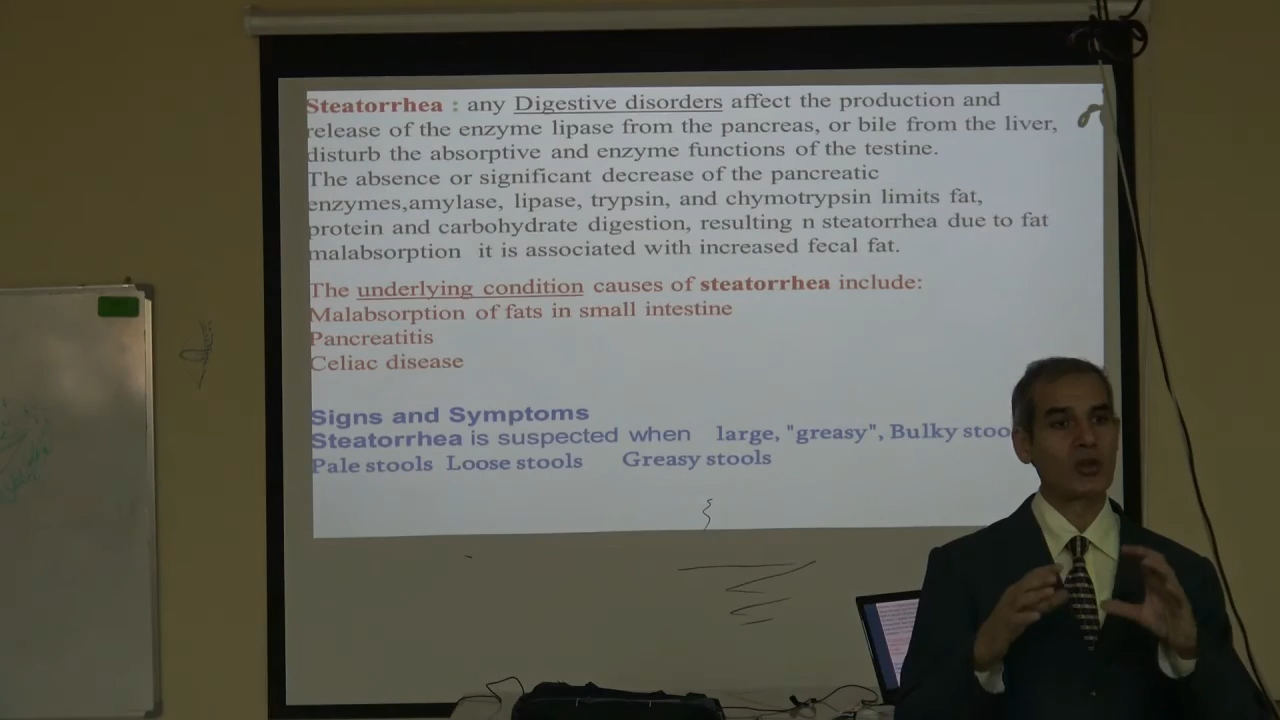 Steatorrhea : any Digestive disorders affect the production and
release of the enzyme lipase from the pancreas, or bile from the liver,
disturb the absorptive and enzyme functions of the testine.
The absence or significant decrease of the pancreatic
enzymes,amylase, lipase, trypsin, and chymotrypsin limits fat,
protein and carbohydrate digestion, resulting n steatorrhea due to fat
malabsorption it is associated with increased fecal fat.
The underlying condition causes of steatorrhea include:
Malabsorption of fats in small intestine
Pancreatitis
Celiac disease
Signs and Symptoms
Steatorrhea is suspected when large, "greasy", Bulky stoo
Pale stools Loose stools Greasy stools